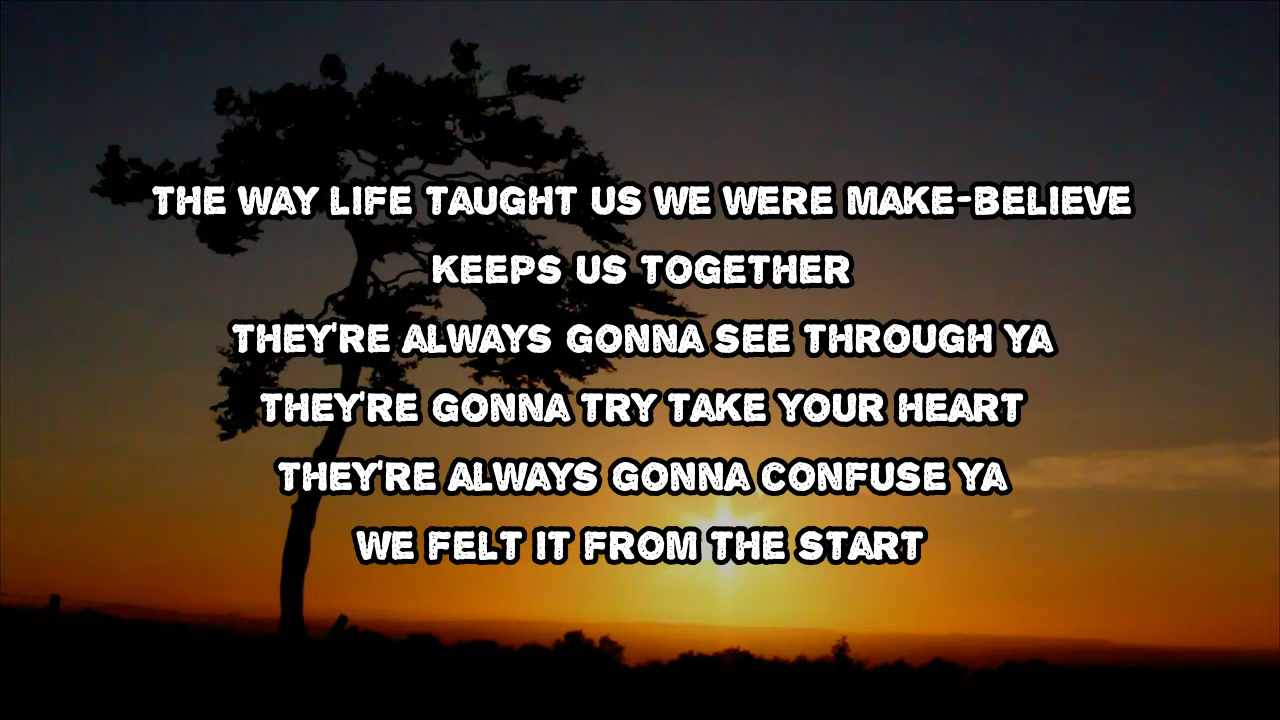 THE WAY LIFE TAUGHT US WE WERE MAKE-BELIEVE
KEEPS US TOGETHER
THEY'RE ALWAYS GONNA SEE THROUGH YA
THEY'RE GONNA TRY TAKE YOUR HEART
THEY'RE ALWAYS GONNA CONFUSE YA
WE FELT IT FROM THE START